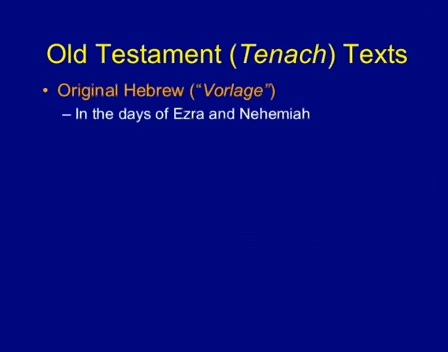 Old Testament (Tenach) Texts
• Original Hebrew (“Vorlage”)
– In the days of Ezra and Nehemiah